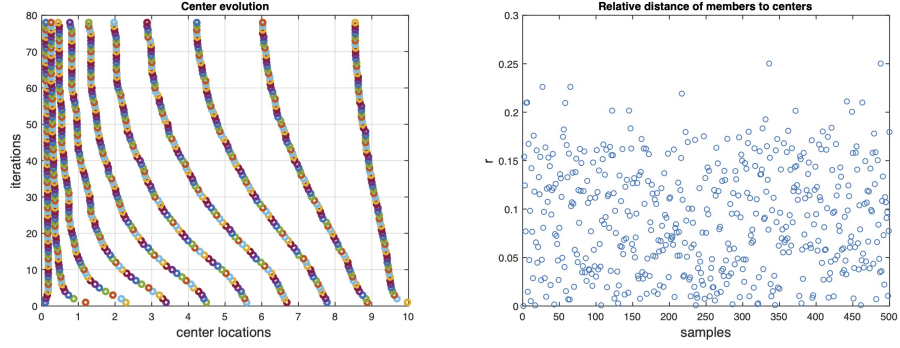 Center evolution
80
70
60
50
40
30
20
10
0
iterations
0 1 2 3 4 5 6 7 8 9 10
center locations
Relative distance of members to centers
0.3
0.25
0.2
0.15
0.1
0.05
0
r
0 50 100 150 200 250 300 350 400 450 500
samples